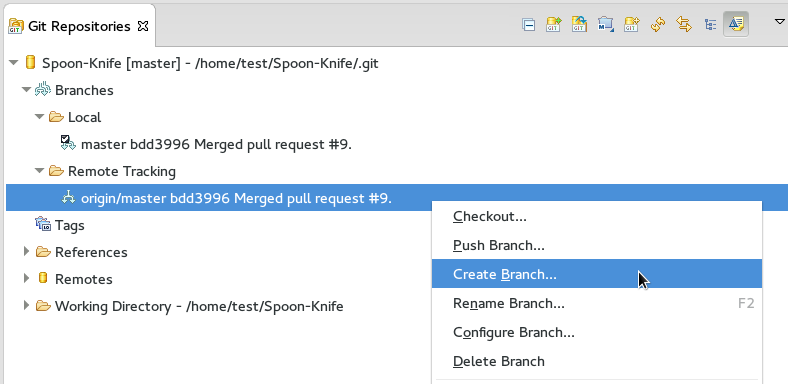 Git Repositories
Spoon-Knife [master] - /home/test/Spoon-Knife/.git
Branches
Local
master bdd3996 Merged pull request #9.
Remote Tracking
origin/master bdd3996 Merged pull request #9.
Tags
References
Remotes
Working Directory - /home/test/Spoon-Knife
Checkout...
Push Branch...
Create Branch...
Rename Branch... F2
Configure Branch...
Delete Branch